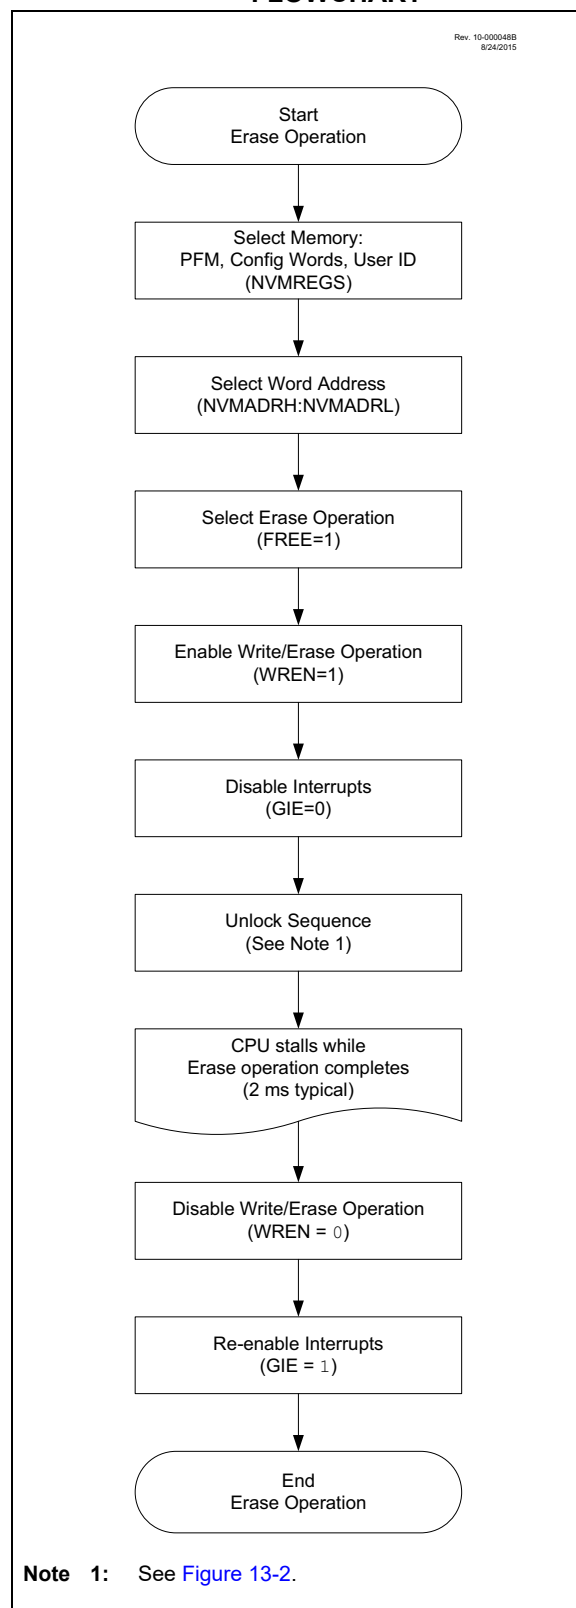 FLOWCHART
Rev. 10-000048B
8/24/2015
Start
Erase Operation
Select Memory:
PFM, Config Words, User ID
(NVMREGS)
Select Word Address
(NVMADRH:NVMADRL)
Select Erase Operation
(FREE=1)
Enable Write/Erase Operation
(WREN=1)
Disable Interrupts
(GIE=0)
Unlock Sequence
(See Note 1)
CPU stalls while
Erase operation completes
(2 ms typical)
Disable Write/Erase Operation
(WREN = 0)
Re-enable Interrupts
(GIE = 1)
End
Erase Operation
Note 1: See Figure 13-2.